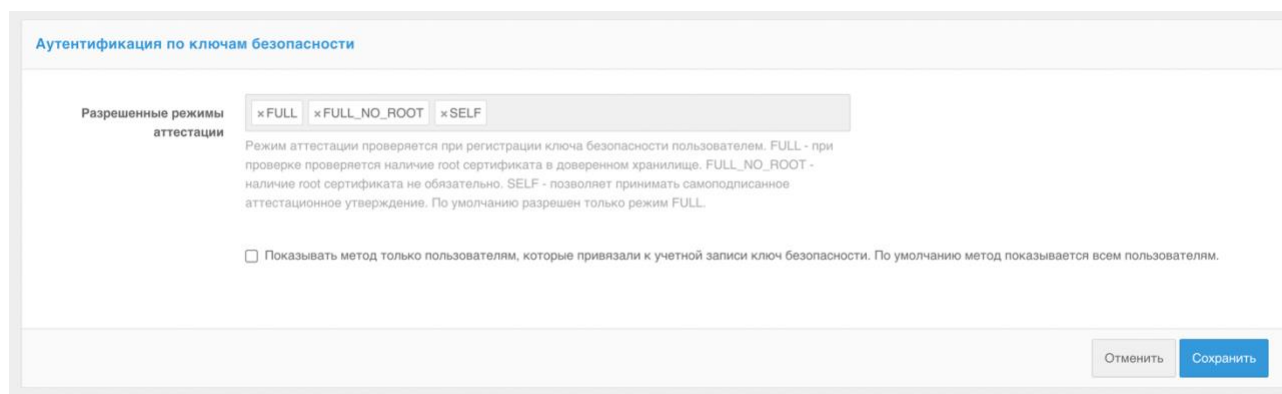 Аутентификация по ключам безопасности
Разрешенные режимы
аттестации
×FULL ×FULL_NO_ROOT ×SELF
Режим аттестации проверяется при регистрации ключа безопасности пользователем. FULL - при
проверке проверяется наличие root сертификата в доверенном хранилище. FULL_NO_ROOT -
наличие root сертификата не обязательно. SELF - позволяет принимать самоподписанное
аттестационное утверждение. По умолчанию разрешен только режим FULL.
Показывать метод только пользователям, которые привязали к учетной записи ключ безопасности. По умолчанию метод показывается всем пользователям.
Отменить Сохранить